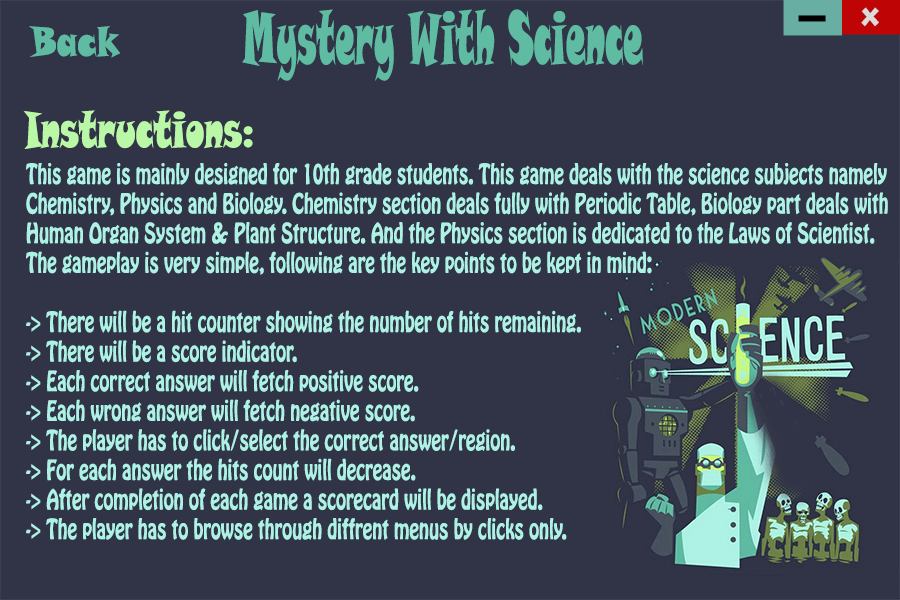 Back
Mystery With Science
Instructions:
This game is mainly designed for 10th grade students. This game deals with the science subjects namely
Chemistry, Physics and Biology. Chemistry section deals fully with Periodic Table, Biology part deals with
Human Organ System & Plant Structure. And the Physics section is dedicated to the Laws of Scientist.
The gameplay is very simple, following are the key points to be kept in mind:
-> There will be a hit counter showing the number of hits remaining.
-> There will be a score indicator.
-> Each correct answer will fetch positive score.
-> Each wrong answer will fetch negative score.
-> The player has to click/select the correct answer/region.
-> For each answer the hits count will decrease.
-> After completion of each game a scorecard will be displayed.
-> The player has to browse through diffrent menus by clicks only.
MODERN
SCIENCE